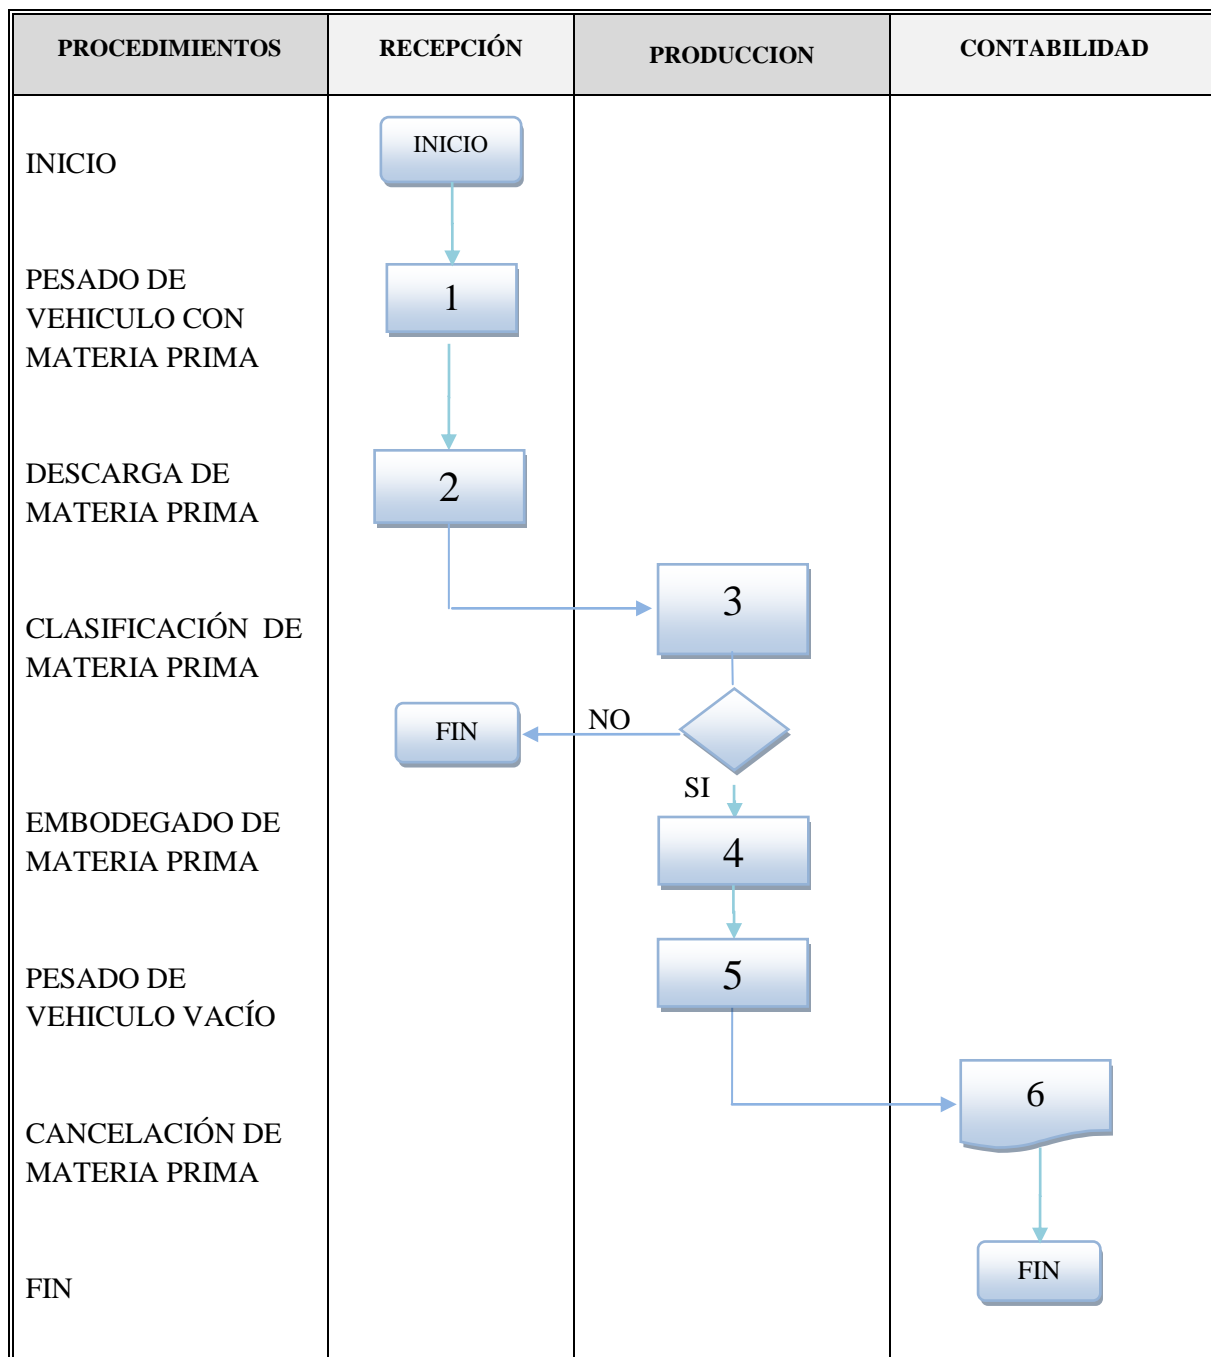 PROCEDIMIENTOS RECEPCIÓN PRODUCCION CONTABILIDAD
INICIO
INICIO
PESADO DE
VEHICULO CON
MATERIA PRIMA
1
DESCARGA DE
MATERIA PRIMA
2
3
CLASIFICACIÓN DE
MATERIA PRIMA
FIN
NO
SI
EMBODEGADO DE
MATERIA PRIMA
4
PESADO DE
VEHICULO VACÍO
5
6
CANCELACIÓN DE
MATERIA PRIMA
FIN
FIN